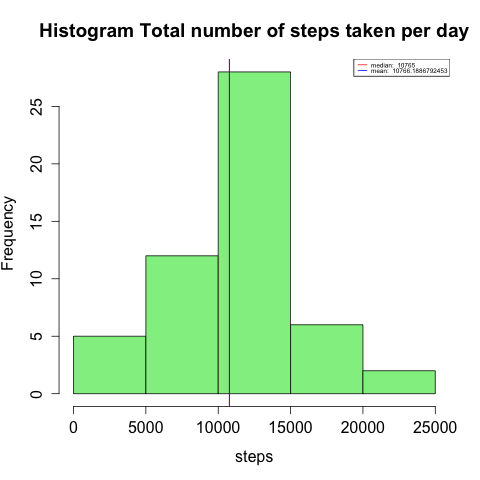 Histogram Total number of steps taken per day
median: 10765
mean: 10766.1886792453
Frequency
25
20
15
10
5
0
0 5000 10000 15000 20000 25000
steps